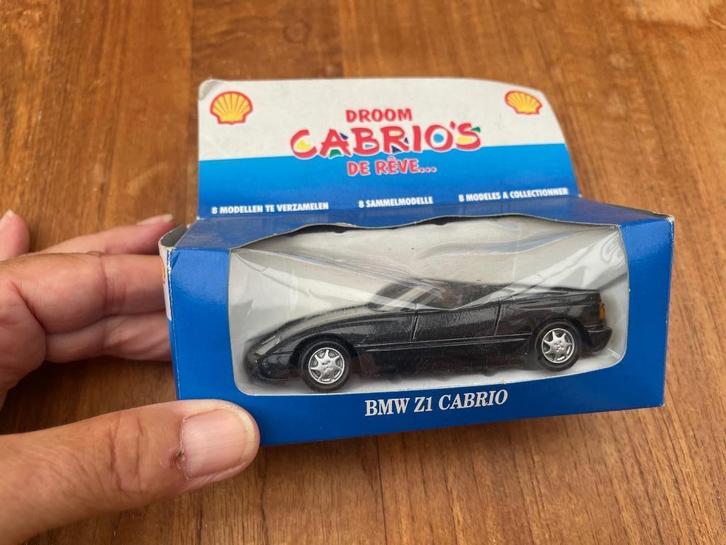 DROOM
CABRIO'S
DE RÊVE...
8 MODELLEN TE VERZAMELEN 8 SAMMELMODELLE 8 MODELES A COLLECTIONNER
BMW Z1 CABRIO